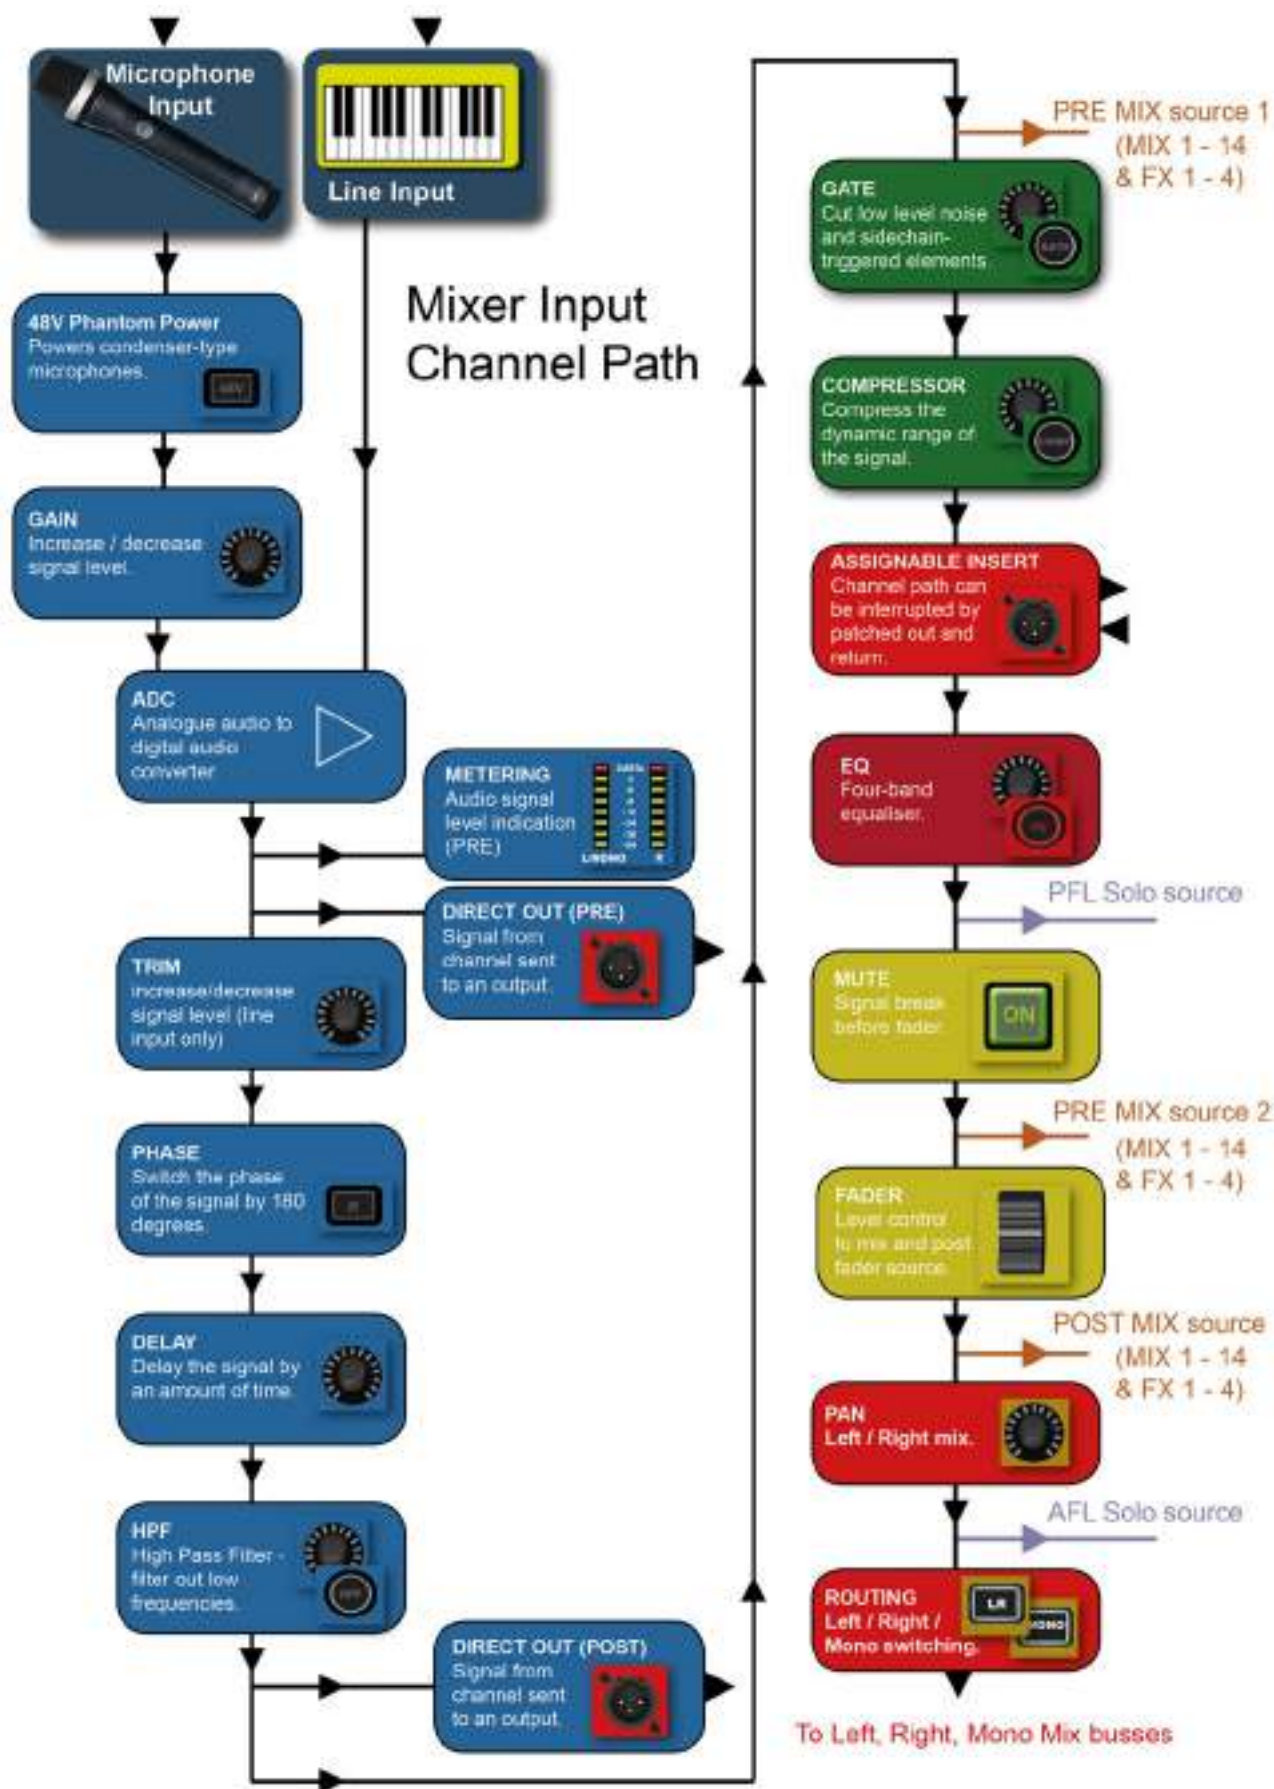 Microphone
Input
Line Input
Mixer Input
Channel Path
48V Phantom Power
Powers condenser-type
microphones.
48V
GAIN
Increase / decrease
signal level.
ADC
Analogue audio to
digital audio
converter
METERING
Audio signal
level indication
(PRE)
L/MONO
R
DIRECT OUT (PRE)
Signal from
channel sent
to an output.
TRIM
increase/decrease
signal level (line
input only)
PHASE
Switch the phase
of the signal by 180
degrees.
DELAY
Delay the signal by
an amount of time.
HPF
High Pass Filter -
filter out low
frequencies.
HPF
DIRECT OUT (POST)
Signal from
channel sent
to an output.
PRE MIX source 1
(MIX 1 - 14
& FX 1 - 4)
GATE
Cut low level noise
and sidechain-
triggered elements
GATE
COMPRESSOR
Compress the
dynamic range of
the signal.
ASSIGNABLE INSERT
Channel path can
be interrupted by
patched out and
return.
EQ
Four-band
equaliser.
PFL Solo source
MUTE
Signal break
before fader.
ON
PRE MIX source 2
(MIX 1 - 14
& FX 1 - 4)
FADER
Level control
to mix and post
fader source.
POST MIX source
(MIX 1 - 14
& FX 1 - 4)
PAN
Left / Right mix.
AFL Solo source
ROUTING
Left / Right /
Mono switching.
LR
MONO
To Left, Right, Mono Mix busses